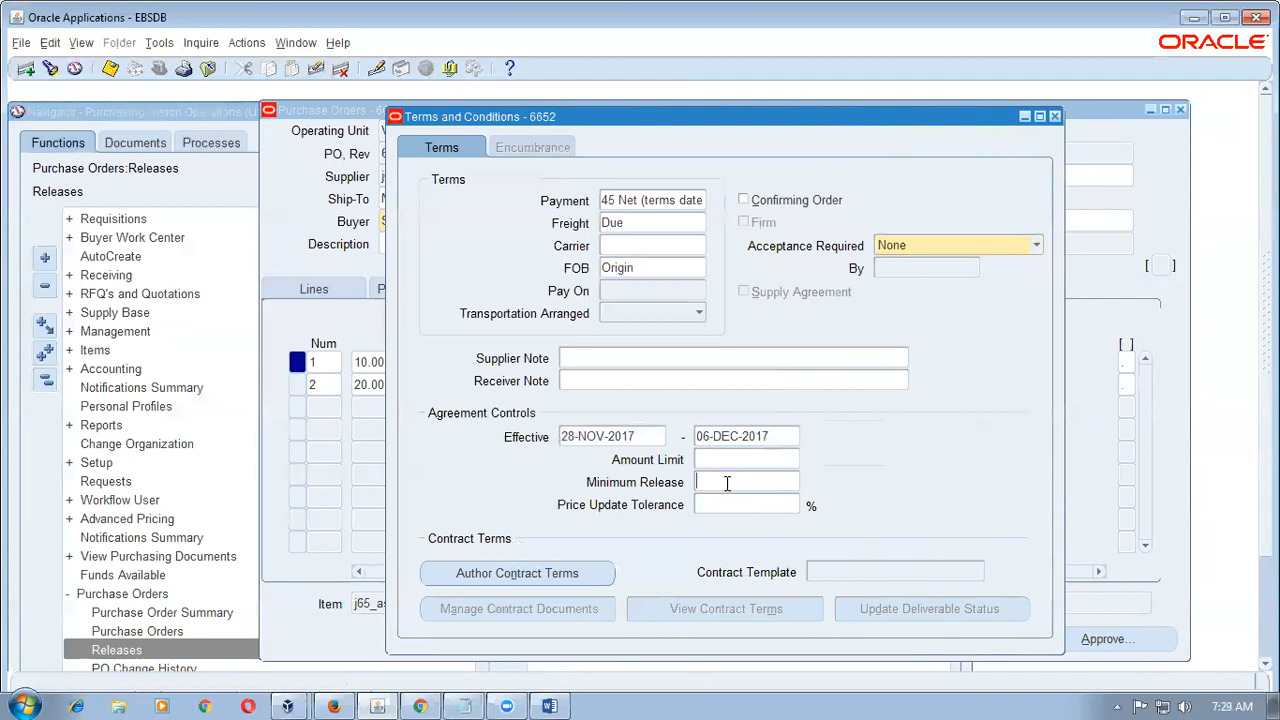 Oracle Applications - EBSDB
File Edit View Folder Tools Inquire Actions Window Help
ORACLE
Functions Documents Processes
Purchase Orders:Releases
Releases
+ Requisitions
+ Buyer Work Center
AutoCreate
+ Receiving
+ RFQ's and Quotations
+ Supply Base
+ Management
+ Items
+ Accounting
Notifications Summary
Personal Profiles
+ Reports
Change Organization
+ Setup
Requests
+ Workflow User
+ Advanced Pricing
Notifications Summary
+ View Purchasing Documents
Funds Available
- Purchase Orders
Purchase Order Summary
Purchase Orders
Releases
PO Change History
Operating Unit
PO, Rev 6
Supplier
Ship-To
Buyer
Description
Lines
Num
1 10.00
2 20.00
Item
[ ]
[ ]
Approve...
Terms and Conditions - 6652
Terms Encumbrance
Terms
Payment 45 Net (terms date
Freight Due
Carrier
FOB Origin
Pay On
Transportation Arranged
Confirming Order
Firm
Acceptance Required None
By
Supply Agreement
Supplier Note
Receiver Note
Agreement Controls
Effective 28-NOV-2017 - 06-DEC-2017
Amount Limit
Minimum Release
Price Update Tolerance %
Contract Terms
Author Contract Terms Contract Template
Manage Contract Documents View Contract Terms Update Deliverable Status
7:29 AM